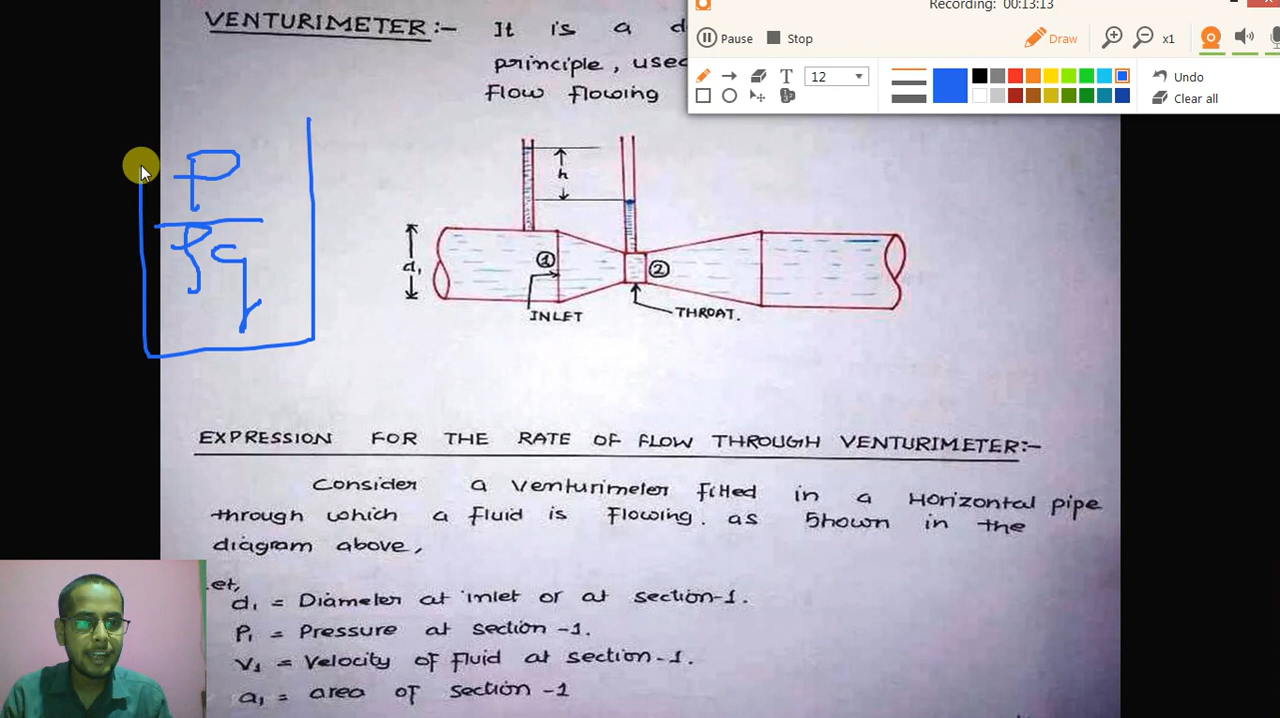 Recording: 00:13:13
Pause Stop Draw x1
T 12 Undo
Clear all
VENTURIMETER:- It is a d
principle, used
Flow flowing
P
ρg
h
d₁
①
②
INLET
THROAT.
EXPRESSION FOR THE RATE OF FLOW THROUGH VENTURIMETER:-
Consider a venturimeter fitted in a Horizontal pipe
through which a fluid is flowing. as Shown in the
diagram above,
et,
d₁ = Diameter at inlet or at section-1.
P₁ = Pressure at section -1.
V₁ = Velocity of fluid at section-1.
a₁ = area of section -1